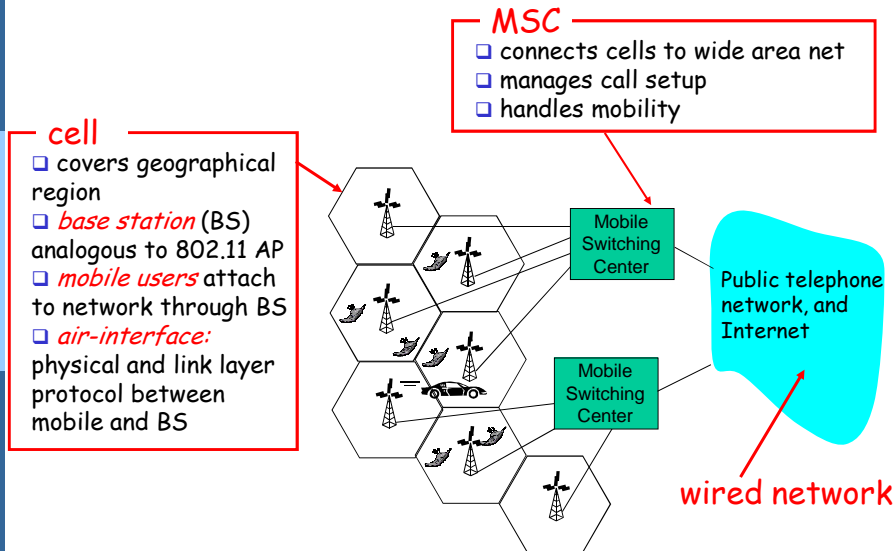 MSC
❑ connects cells to wide area net
❑ manages call setup
❑ handles mobility
cell
❑ covers geographical
region
❑ base station (BS)
analogous to 802.11 AP
❑ mobile users attach
to network through BS
❑ air-interface:
physical and link layer
protocol between
mobile and BS
Mobile
Switching
Center
Public telephone
network, and
Internet
Mobile
Switching
Center
wired network